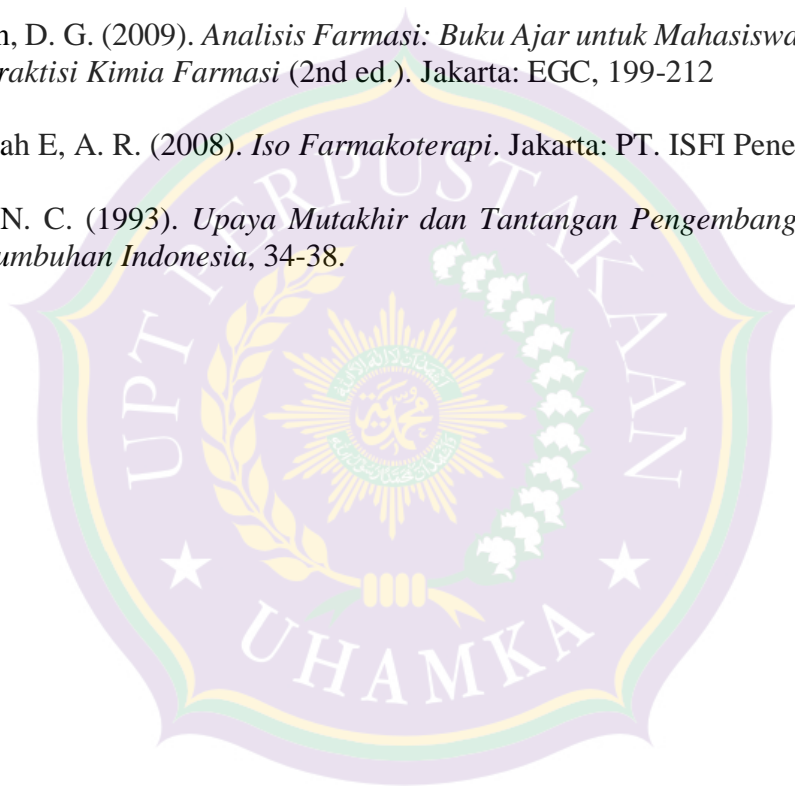 n, D. G. (2009). Analisis Farmasi: Buku Ajar untuk Mahasiswa
raktisi Kimia Farmasi (2nd ed.). Jakarta: EGC, 199-212
ah E, A. R. (2008). Iso Farmakoterapi. Jakarta: PT. ISFI Pene
N. C. (1993). Upaya Mutakhir dan Tantangan Pengembang
umbuhan Indonesia, 34-38.
UPT PERPUSTAKAAN
UHAMKA